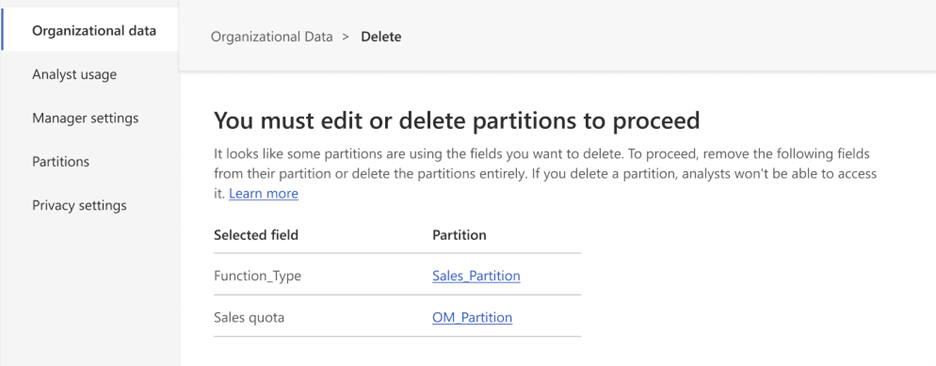 Organizational data
Analyst usage
Manager settings
Partitions
Privacy settings
Organizational Data > Delete
You must edit or delete partitions to proceed
It looks like some partitions are using the fields you want to delete. To proceed, remove the following fields
from their partition or delete the partitions entirely. If you delete a partition, analysts won't be able to access
it. Learn more
Selected field Partition
Function_Type Sales_Partition
Sales quota OM_Partition